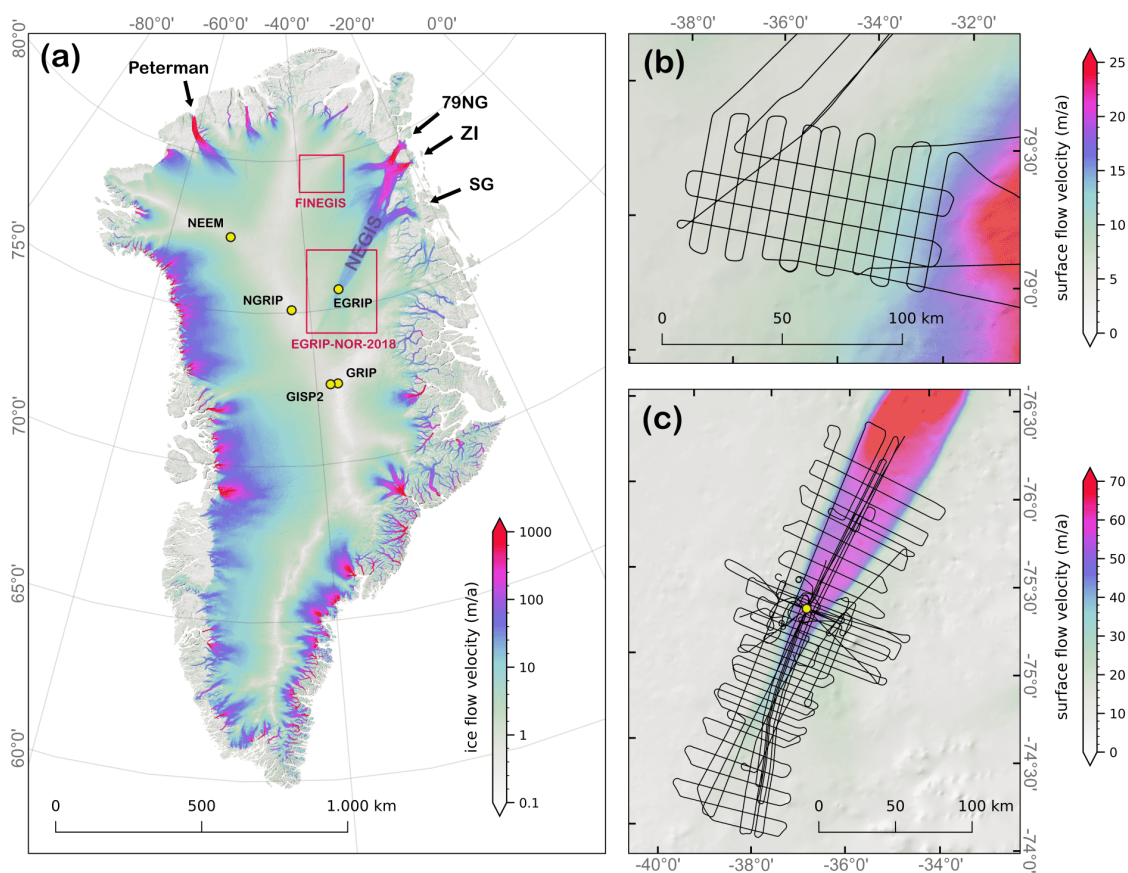 -80°0' -60°0' -40°0' -20°0' 0°0'
(a)
80°0'
75°0'
70°0'
65°0'
60°0'
Peterman
79NG
ZI
SG
FINEGIS
NEEM
NEGIS
NGRIP
EGRIP
EGRIP-NOR-2018
GRIP
GISP2
ice flow velocity (m/a)
1000
100
10
1
0.1
0 500 1.000 km
-38°0' -36°0' -34°0' -32°0'
(b)
79°30'
79°0'
0 50 100 km
surface flow velocity (m/a)
25
20
15
10
5
0
(c)
-76°30'
-76°0'
-75°30'
-75°0'
-74°30'
-74°0'
0 50 100 km
-40°0' -38°0' -36°0' -34°0'
surface flow velocity (m/a)
70
60
50
40
30
20
10
0